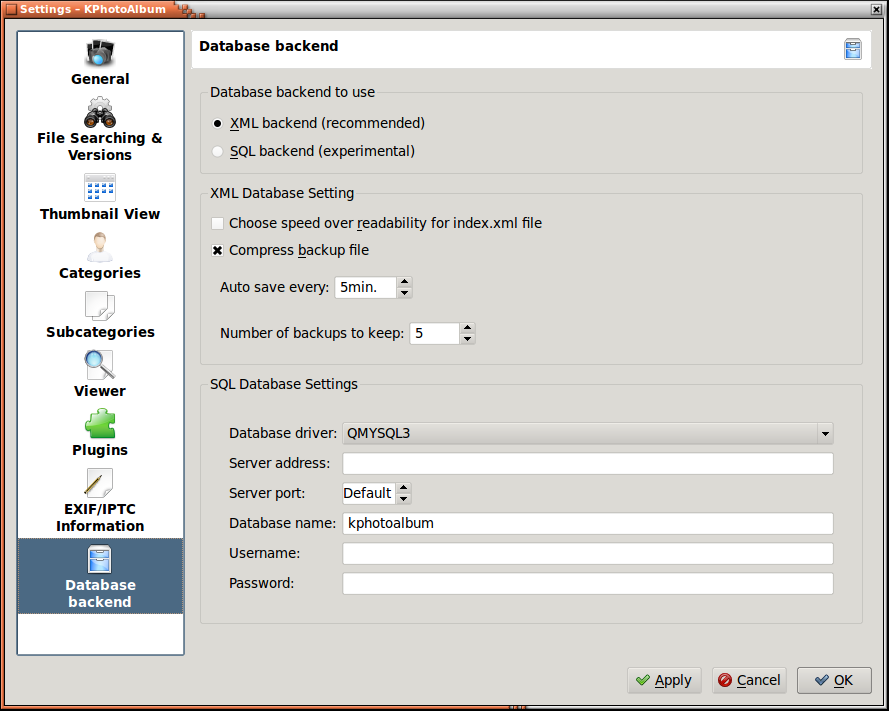 Settings - KPhotoAlbum
General
File Searching &
Versions
Thumbnail View
Categories
Subcategories
Viewer
Plugins
EXIF/IPTC
Information
Database
backend
Database backend
Database backend to use
XML backend (recommended)
SQL backend (experimental)
XML Database Setting
Choose speed over readability for index.xml file
Compress backup file
Auto save every: 5min.
Number of backups to keep: 5
SQL Database Settings
Database driver: QMYSQL3
Server address:
Server port: Default
Database name: kphotoalbum
Username:
Password:
Apply Cancel OK